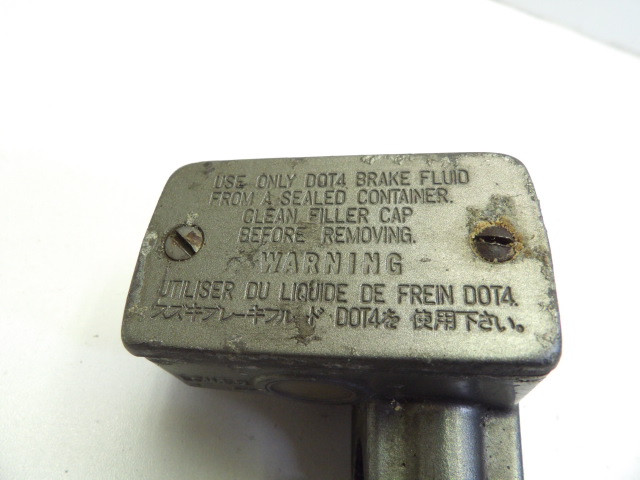 USE ONLY DOT4 BRAKE FLUID
FROM A SEALED CONTAINER.
CLEAN FILLER CAP
BEFORE REMOVING.
WARNING
UTILISER DU LIQUIDE DE FREIN DOT4.
スズキブレーキフルード DOT4を 使用下さい。